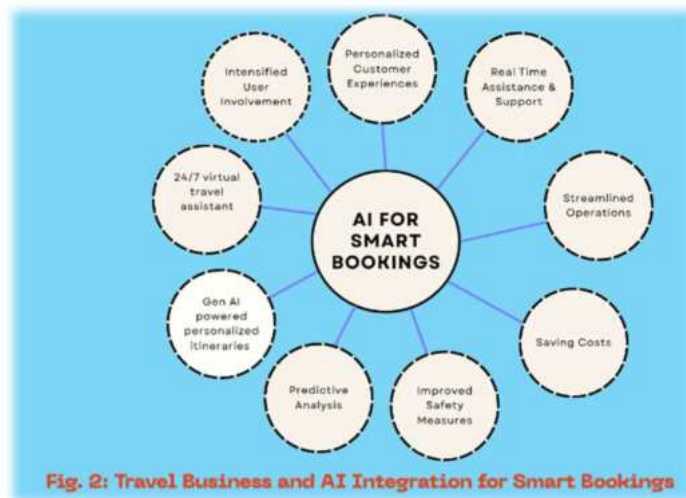 Personalized
Customer
Experiences
Real Time
Assistance &
Support
Streamlined
Operations
Saving Costs
Improved
Safety
Measures
Predictive
Analysis
Gen AI
powered
personalized
itineraries
24/7 virtual
travel
assistant
Intensified
User
Involvement
AI FOR
SMART
BOOKINGS
Fig. 2: Travel Business and AI Integration for Smart Bookings